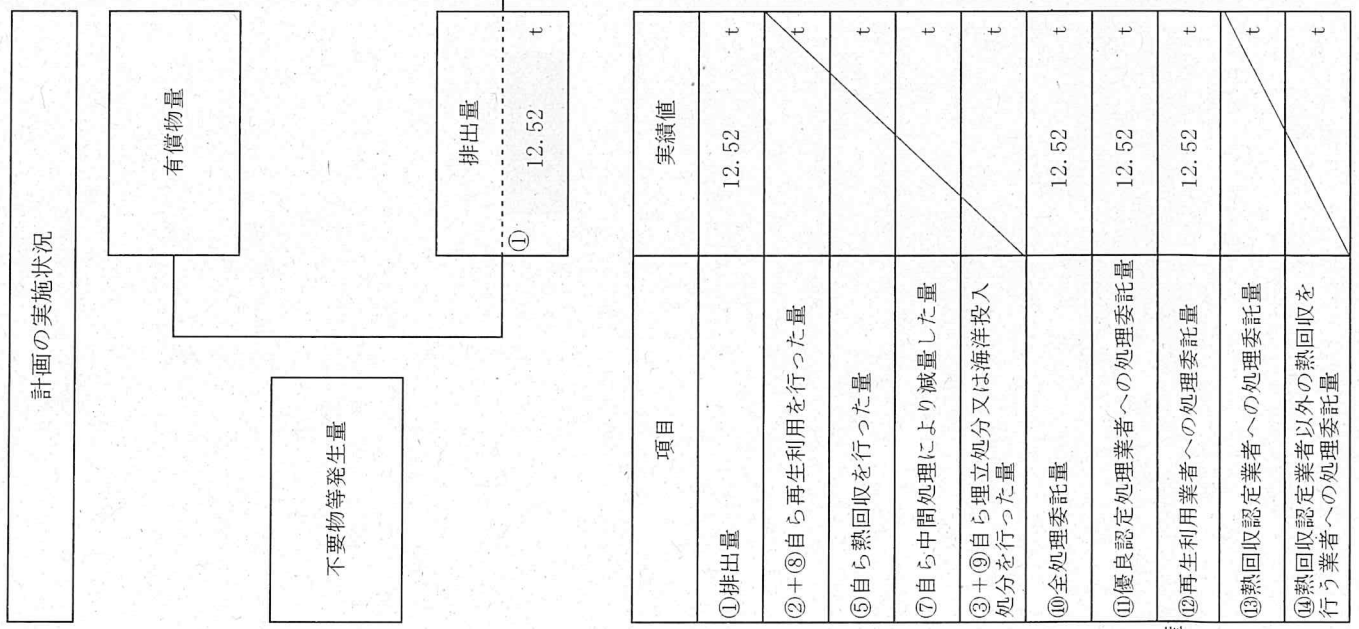 計画の実施状況
有償物量
不要物等発生量
排出量
① 12.52 t
項目 実績値
①排出量 12.52 t
②+⑧自ら再生利用を行った量 t
⑤自ら熱回収を行った量 t
⑦自ら中間処理により減量した量 t
③+⑨自ら埋立処分又は海洋投入
処分を行った量 t
⑩全処理委託量 12.52 t
⑪優良認定処理業者への処理委託量 12.52 t
⑫再生利用業者への処理委託量 12.52 t
⑬熱回収認定業者への処理委託量 t
⑭熱回収認定業者以外の熱回収を
行う業者への処理委託量 t